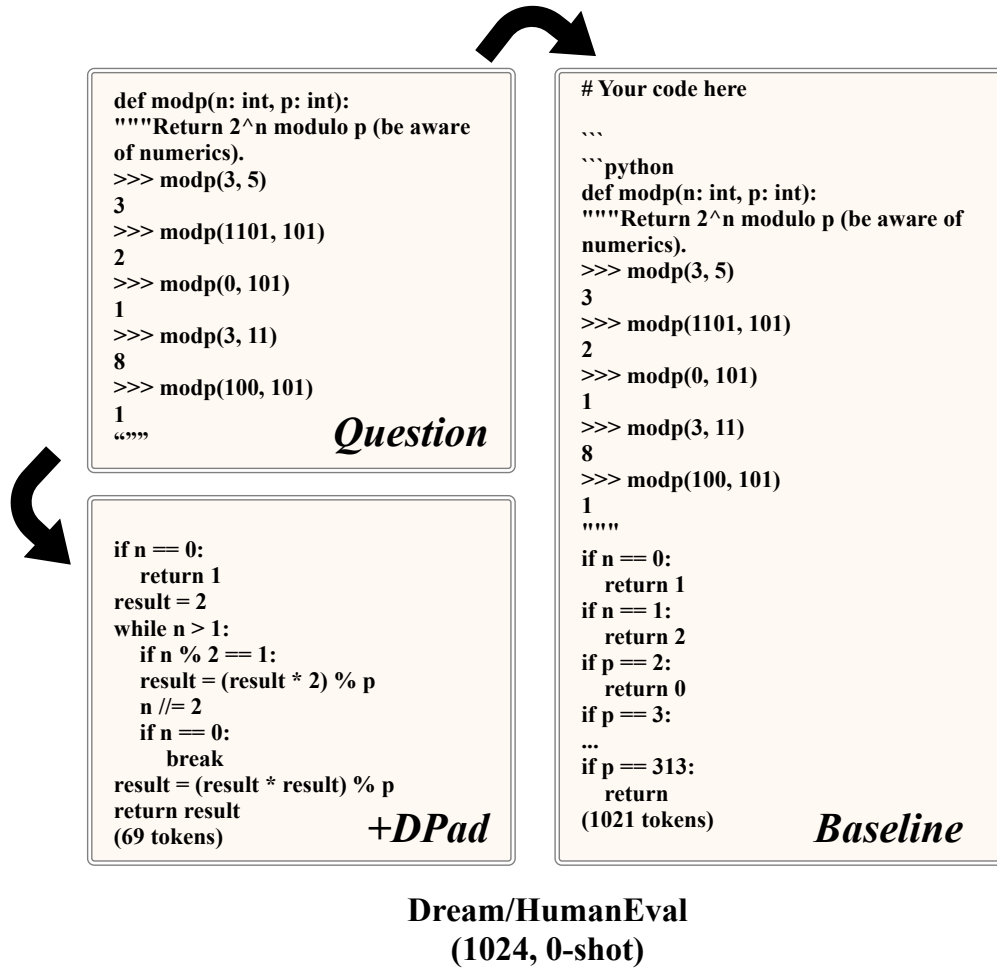 def modp(n: int, p: int):
"""Return 2^n modulo p (be aware
of numerics).
>>> modp(3, 5)
3
>>> modp(1101, 101)
2
>>> modp(0, 101)
1
>>> modp(3, 11)
8
>>> modp(100, 101)
1
“””
Question
if n == 0:
return 1
result = 2
while n > 1:
if n % 2 == 1:
result = (result * 2) % p
n //= 2
if n == 0:
break
result = (result * result) % p
return result
(69 tokens)
+DPad
# Your code here
```
```python
def modp(n: int, p: int):
"""Return 2^n modulo p (be aware of
numerics).
>>> modp(3, 5)
3
>>> modp(1101, 101)
2
>>> modp(0, 101)
1
>>> modp(3, 11)
8
>>> modp(100, 101)
1
"""
if n == 0:
return 1
if n == 1:
return 2
if p == 2:
return 0
if p == 3:
...
if p == 313:
return
(1021 tokens)
Baseline
Dream/HumanEval
(1024, 0-shot)